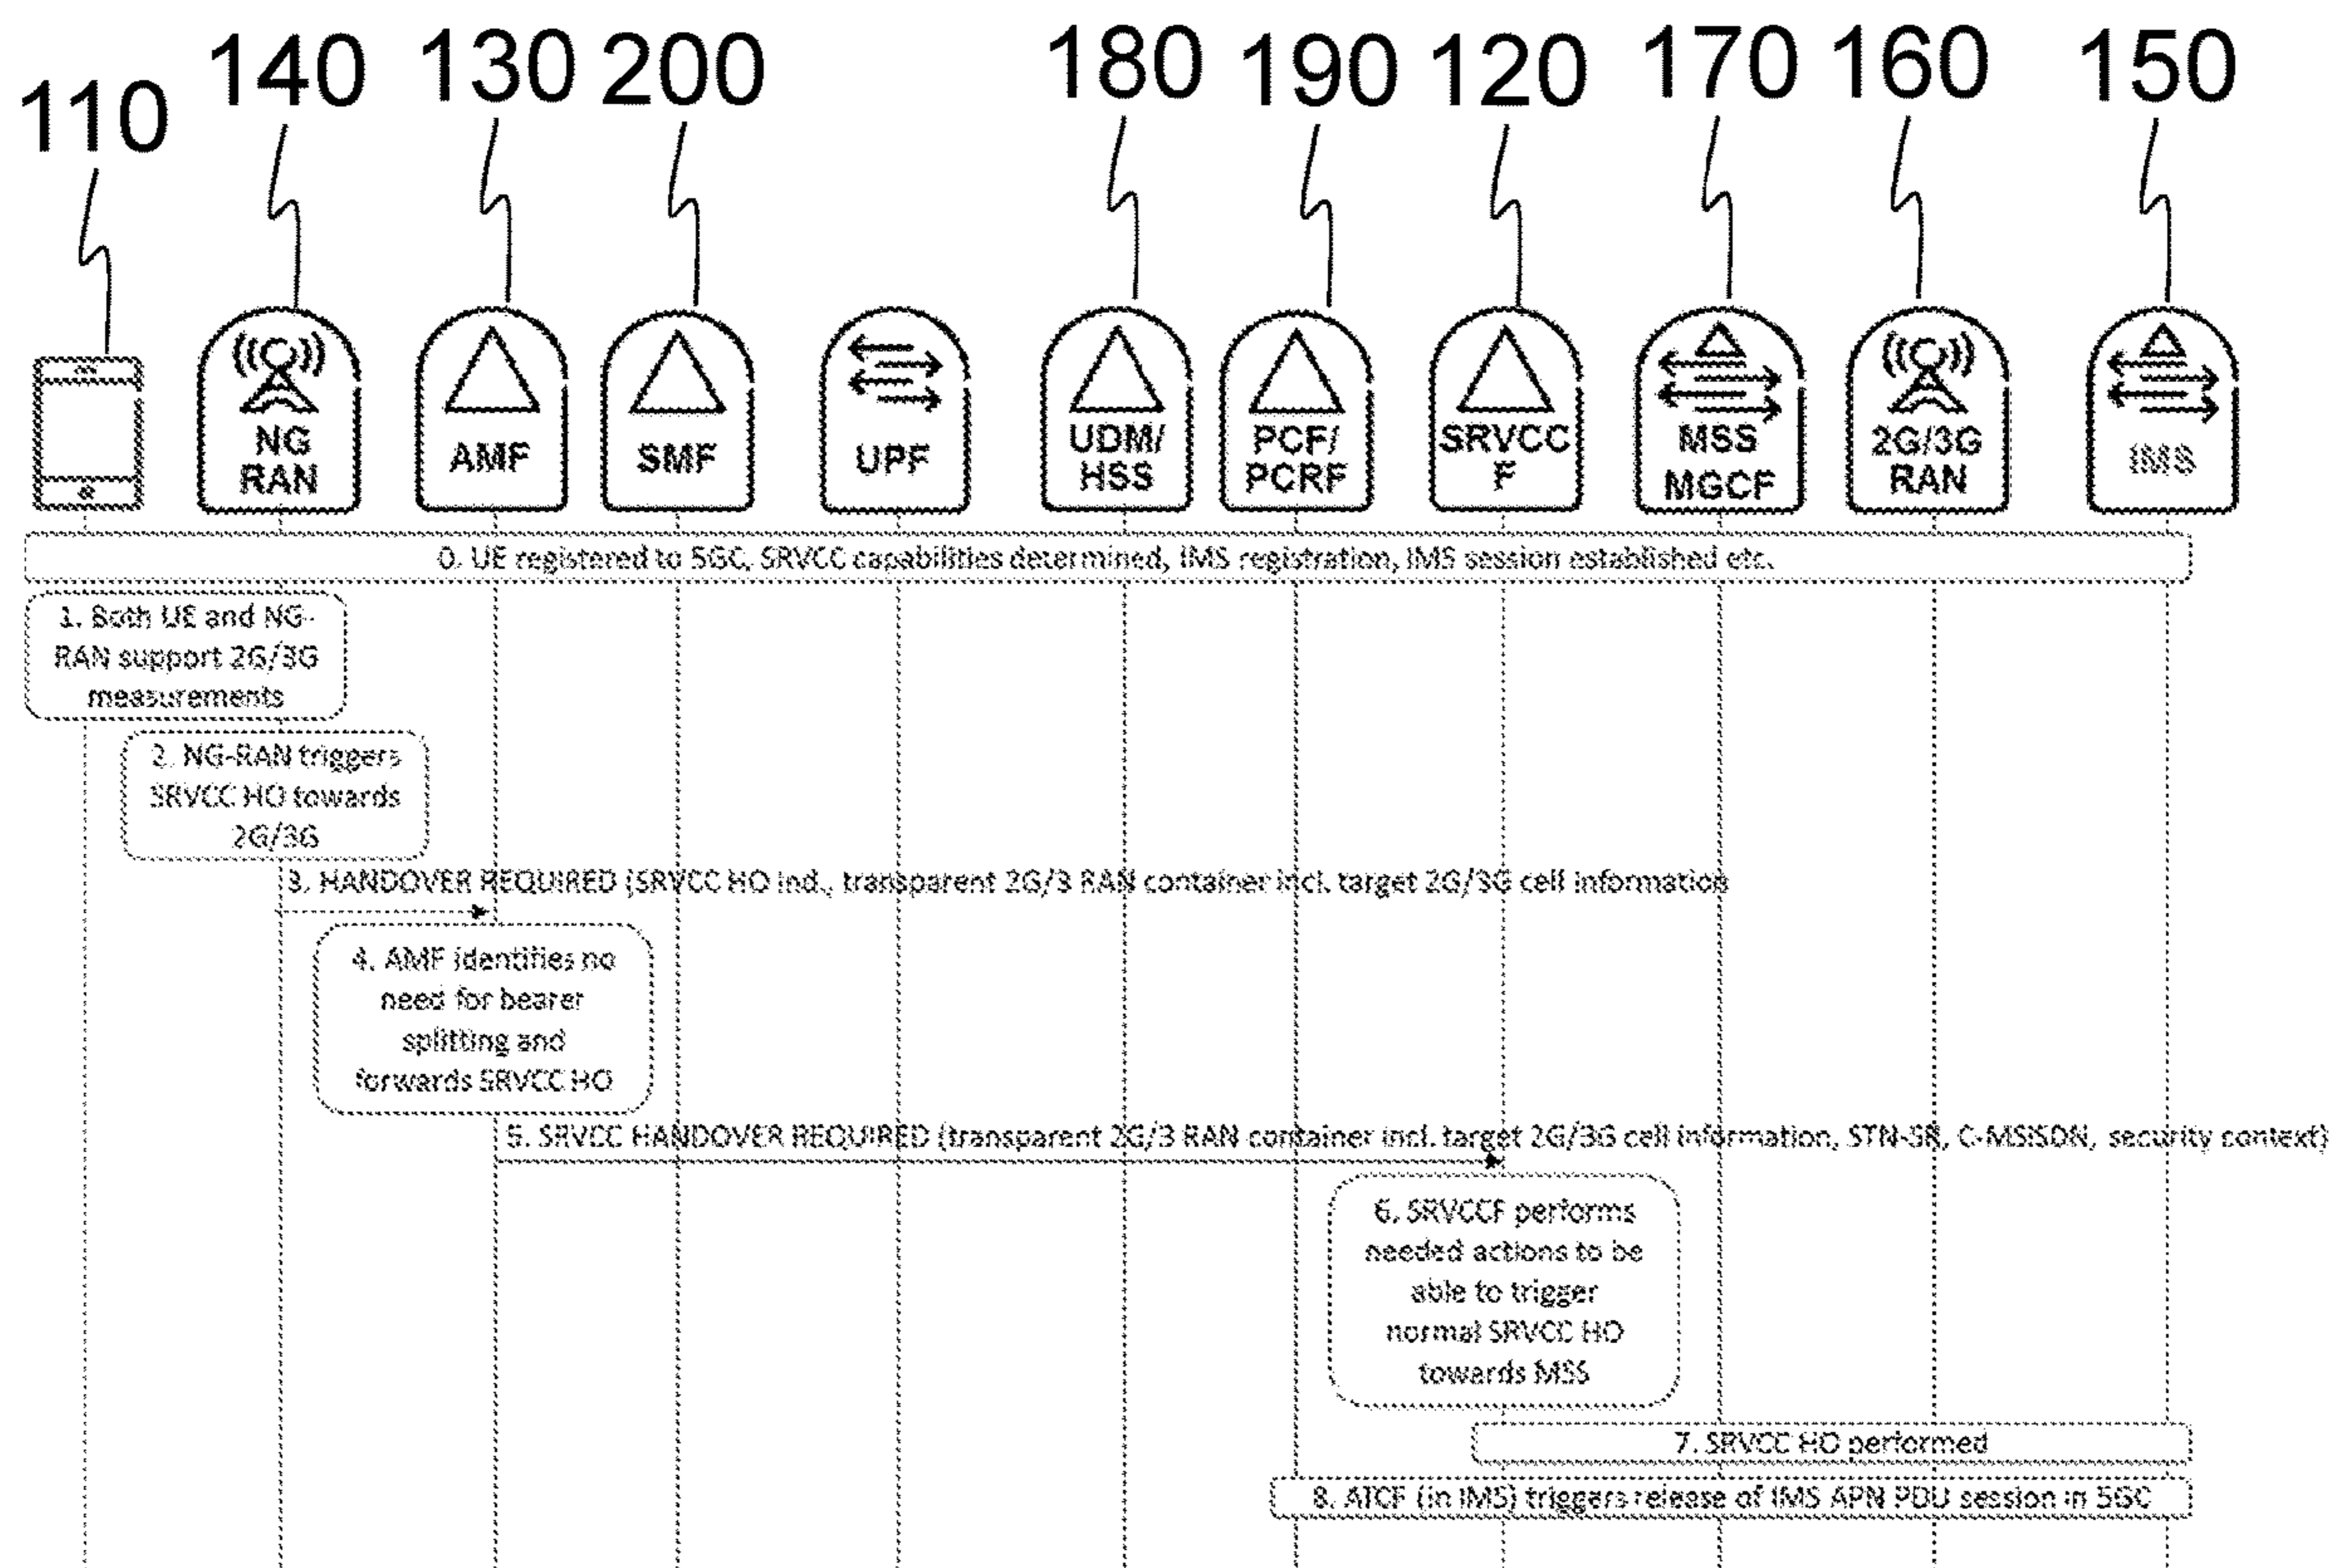 110 140 130 200 180 190 120 170 160 150
NG
RAN
AMF
SMF
UPF
UDM/
HSS
PCF/
PCRF
SRVCC
F
MSS
MGCF
2G/3G
RAN
IMS
0. UE registered to 5GC, SRVCC capabilities determined, IMS registration, IMS session established etc.
1. Both UE and NG-
RAN support 2G/3G
measurements
2. NG-RAN triggers
SRVCC HO towards
2G/3G
3. HANDOVER REQUIRED (SRVCC HO ind., transparent 2G/3 RAN container incl. target 2G/3G cell information
4. AMF identifies no
need for bearer
splitting and
forwards SRVCC HO
5. SRVCC HANDOVER REQUIRED (transparent 2G/3 RAN container incl. target 2G/3G cell information, STN-SR, C-MSISDN, security context)
6. SRVCCF performs
needed actions to be
able to trigger
normal SRVCC HO
towards MSS
7. SRVCC HO performed
8. ATCF (in IMS) triggers release of IMS APN PDU session in 5GC